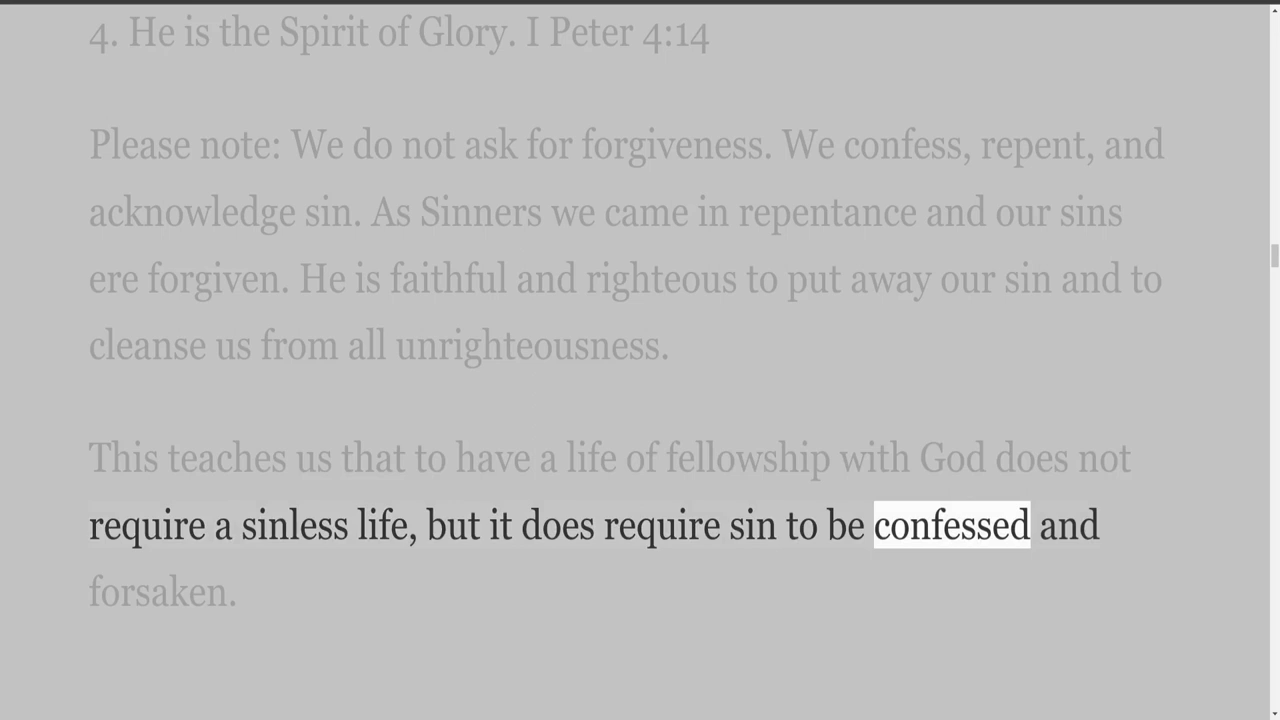 4. He is the Spirit of Glory. I Peter 4:14
Please note: We do not ask for forgiveness. We confess, repent, and
acknowledge sin. As Sinners we came in repentance and our sins
ere forgiven. He is faithful and righteous to put away our sin and to
cleanse us from all unrighteousness.
This teaches us that to have a life of fellowship with God does not
require a sinless life, but it does require sin to be confessed and
forsaken.